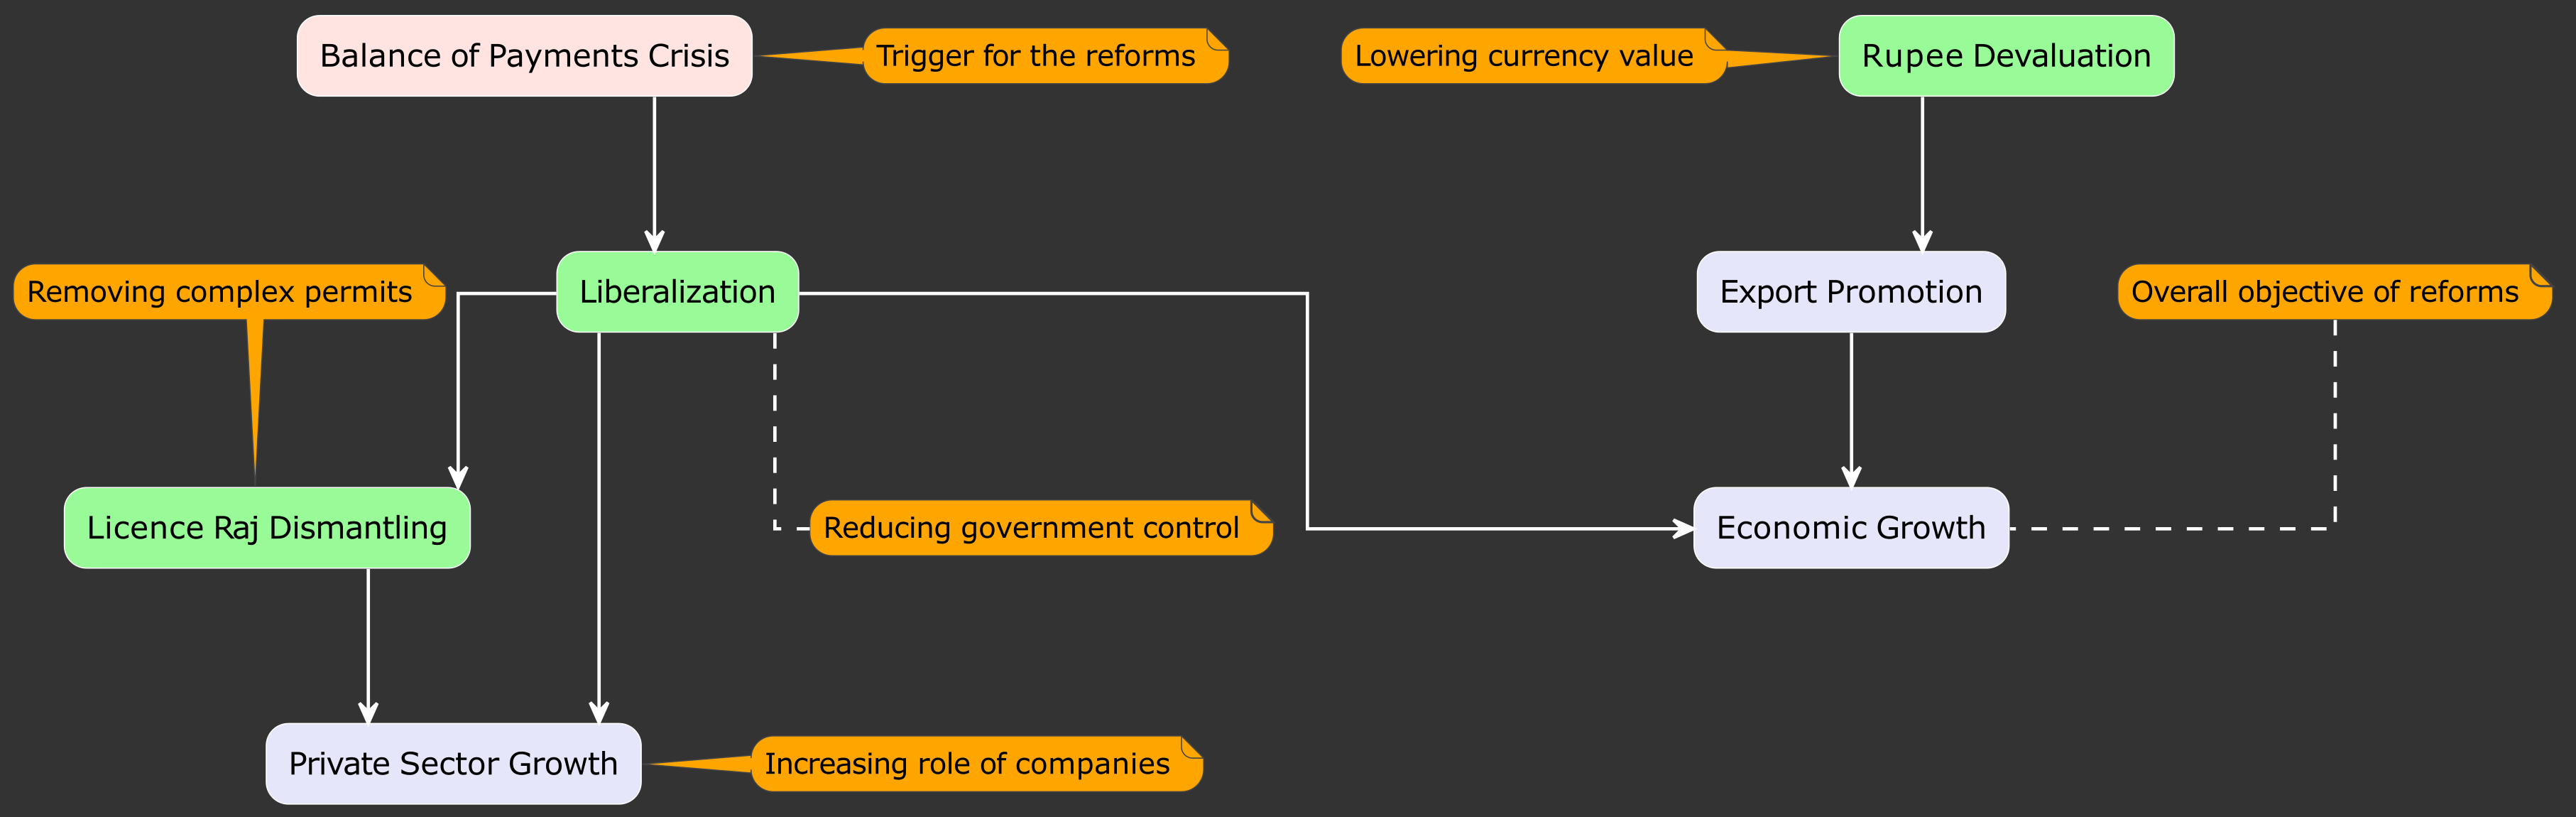 Balance of Payments Crisis
Trigger for the reforms
Lowering currency value
Rupee Devaluation
Removing complex permits
Liberalization
Export Promotion
Overall objective of reforms
Licence Raj Dismantling
Reducing government control
Economic Growth
Private Sector Growth
Increasing role of companies